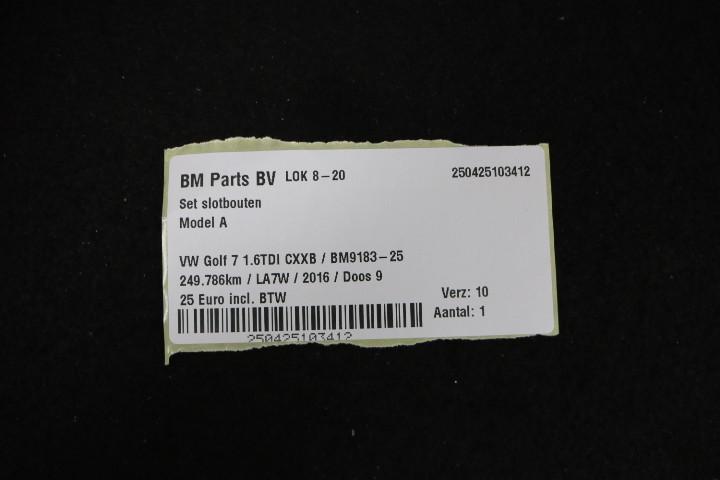 BM Parts BV LOK 8-20 250425103412
Set slotbouten
Model A
VW Golf 7 1.6TDI CXXB / BM9183-25
249.786km / LA7W / 2016 / Doos 9
25 Euro incl. BTW
Verz: 10
Aantal: 1
250425103412